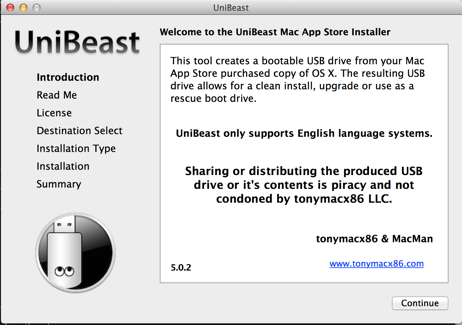 UniBeast
UniBeast
Welcome to the UniBeast Mac App Store Installer
Introduction
Read Me
License
Destination Select
Installation Type
Installation
Summary
This tool creates a bootable USB drive from your Mac
App Store purchased copy of OS X. The resulting USB
drive allows for a clean install, upgrade or use as a
rescue boot drive.
UniBeast only supports English language systems.
Sharing or distributing the produced USB
drive or it's contents is piracy and not
condoned by tonymacx86 LLC.
tonymacx86 & MacMan
5.0.2
www.tonymacx86.com
Continue